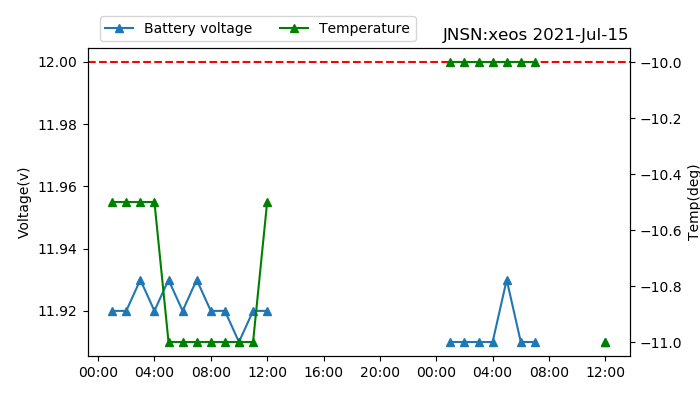 Battery voltage
Temperature
JNSN:xeos 2021-Jul-15
12.00
11.98
11.96
11.94
11.92
Voltage(v)
−10.0
−10.2
−10.4
−10.6
−10.8
−11.0
Temp(deg)
00:00 04:00 08:00 12:00 16:00 20:00 00:00 04:00 08:00 12:00